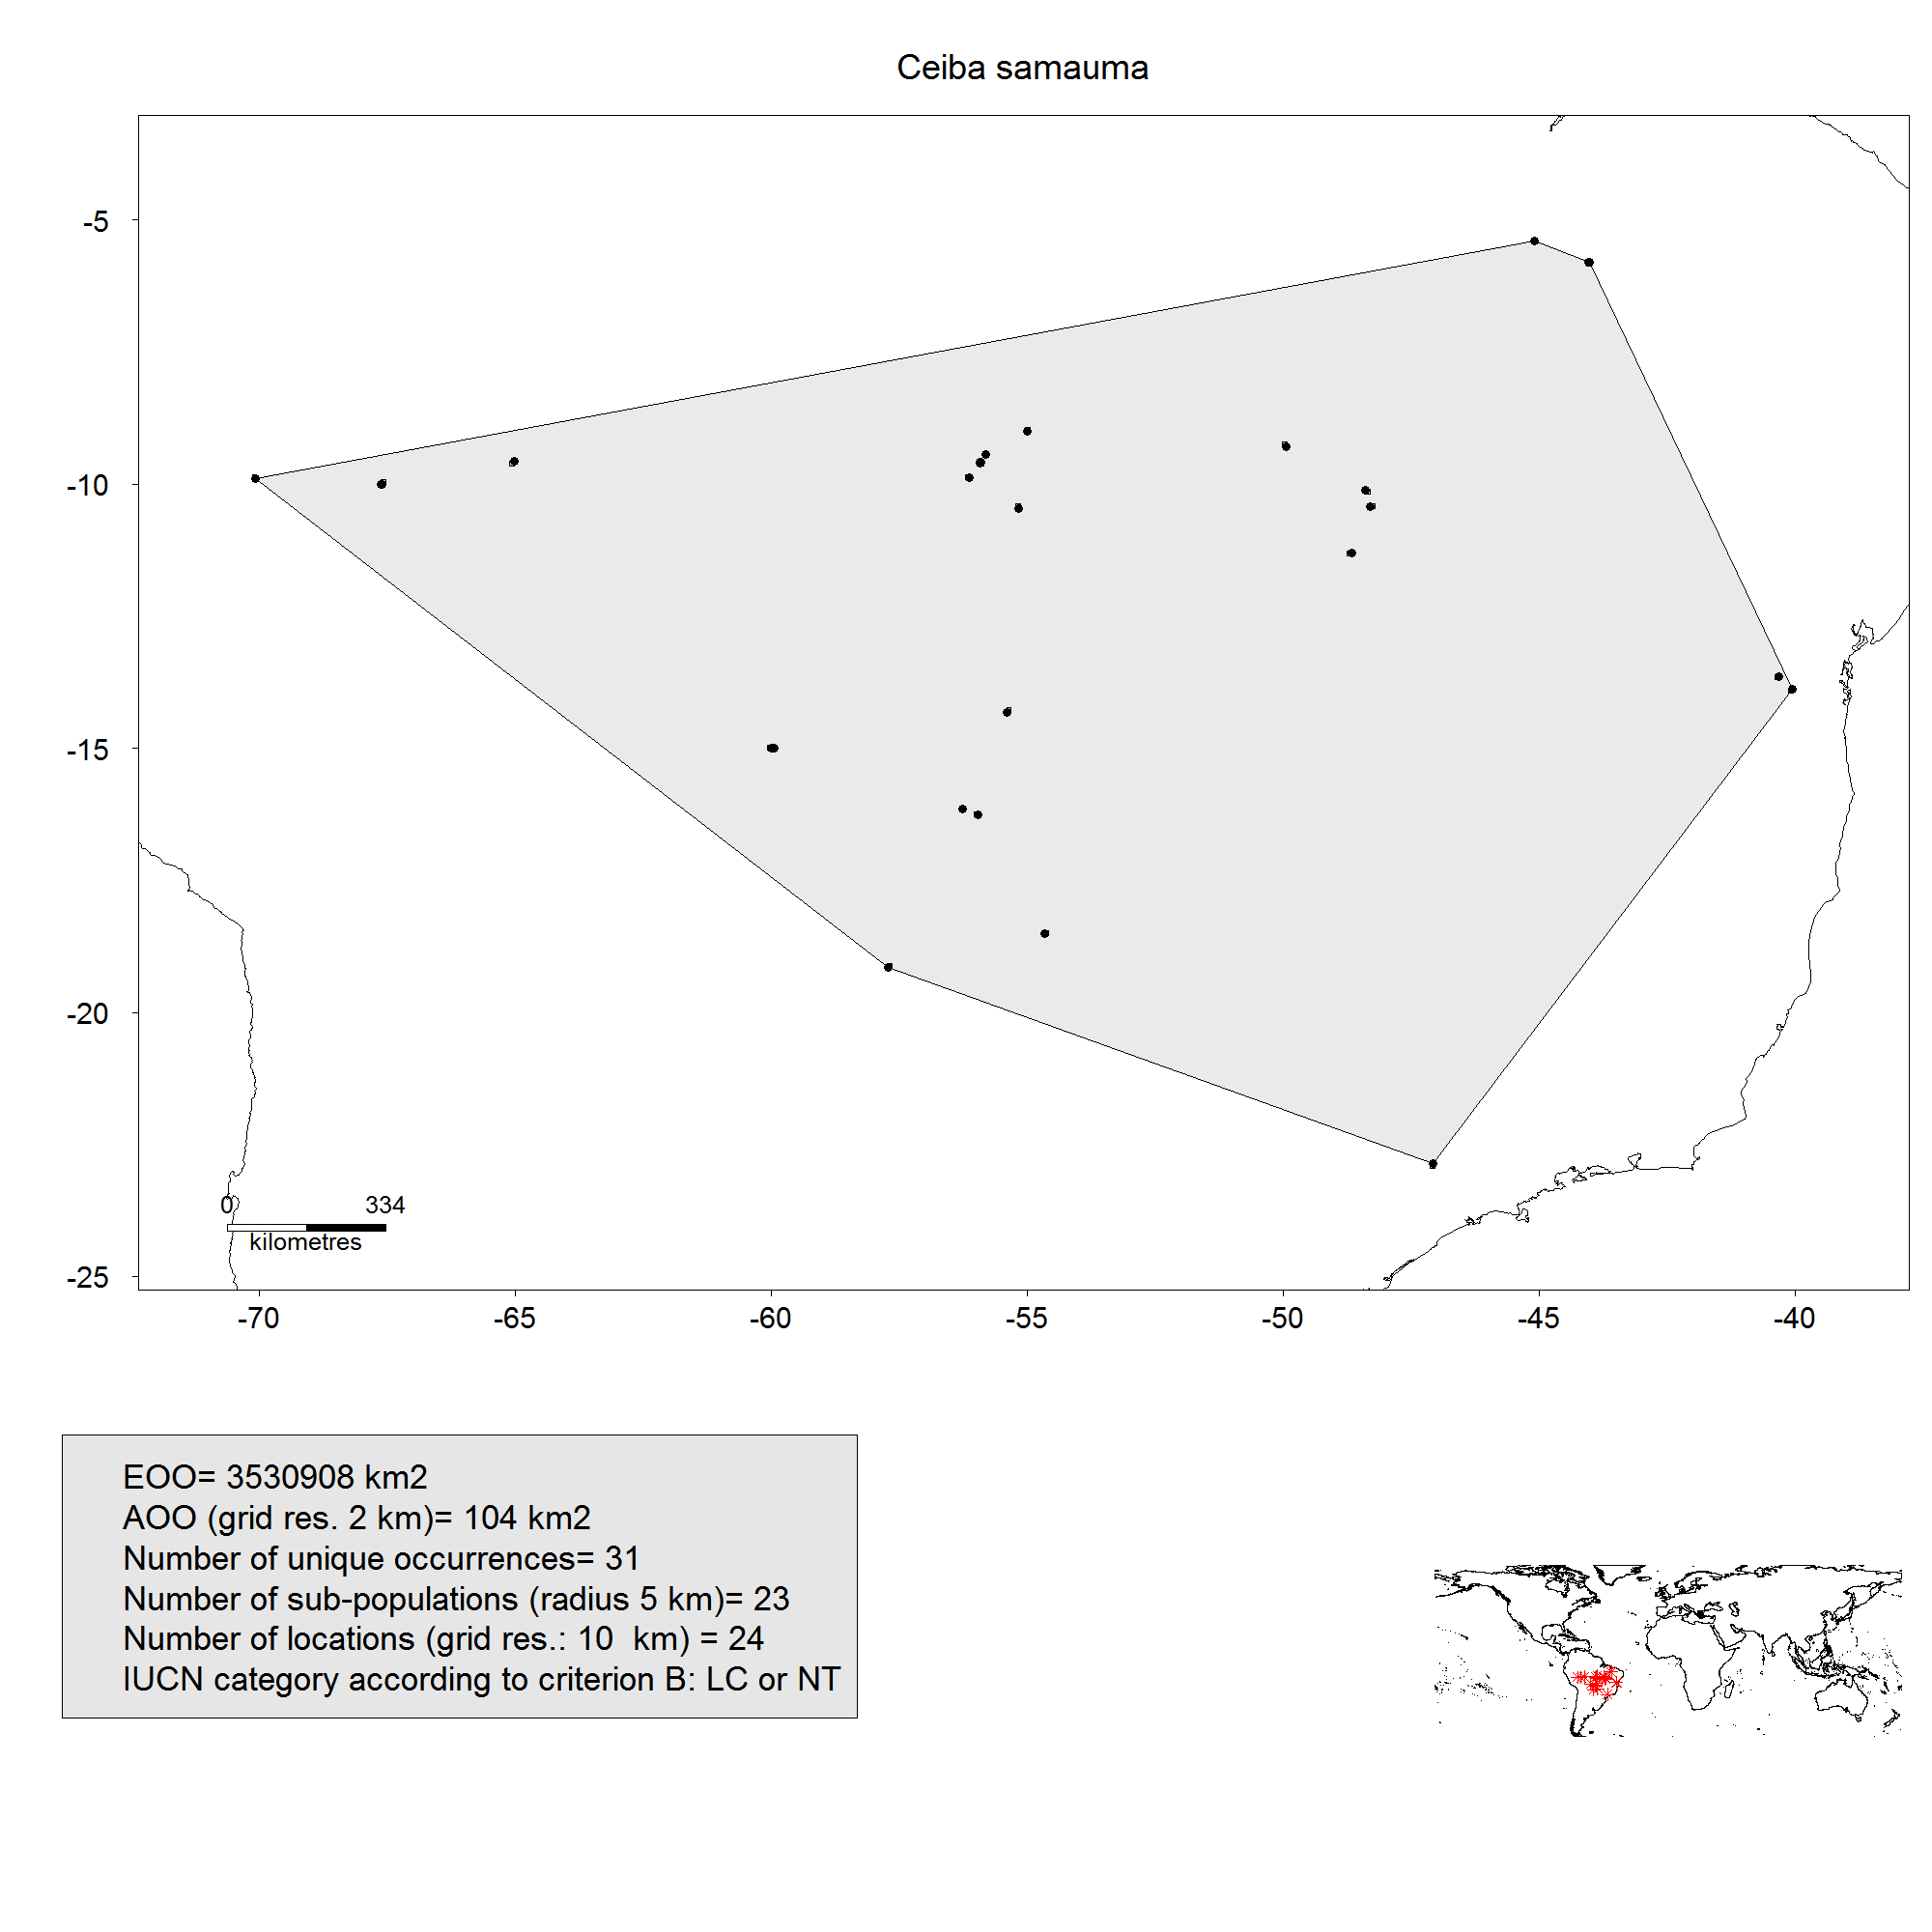 Ceiba samauma
-5
-10
-15
-20
-25
0 334
kilometres
-70 -65 -60 -55 -50 -45 -40
EOO= 3530908 km2
AOO (grid res. 2 km)= 104 km2
Number of unique occurrences= 31
Number of sub-populations (radius 5 km)= 23
Number of locations (grid res.: 10  km) = 24
IUCN category according to criterion B: LC or NT